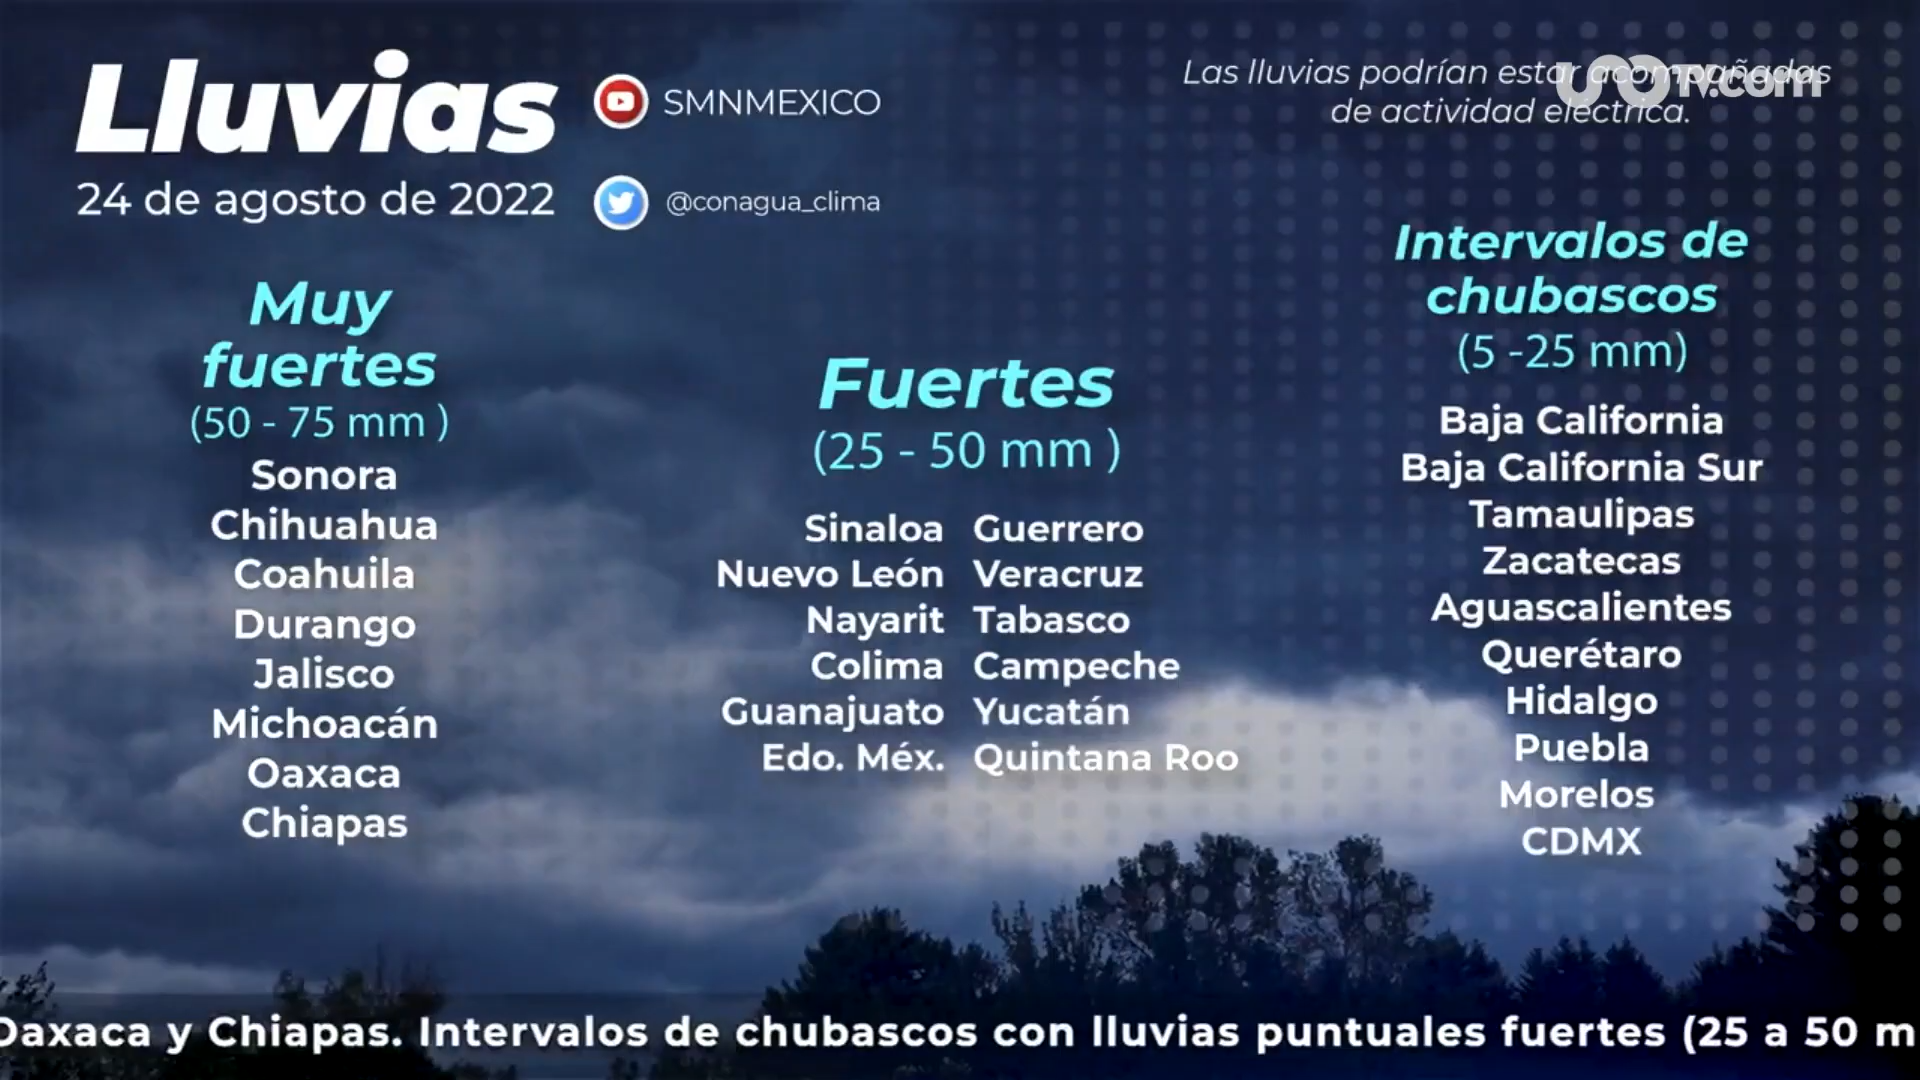 Lluvias
24 de agosto de 2022
SMNMEXICO
@conagua_clima
Las lluvias podrían estar acompañadas
de actividad eléctrica.
UNOTV.com
Muy
fuertes
(50 - 75 mm )
Sonora
Chihuahua
Coahuila
Durango
Jalisco
Michoacán
Oaxaca
Chiapas
Fuertes
(25 - 50 mm )
Sinaloa Guerrero
Nuevo León Veracruz
Nayarit Tabasco
Colima Campeche
Guanajuato Yucatán
Edo. Méx. Quintana Roo
Intervalos de
chubascos
(5 -25 mm)
Baja California
Baja California Sur
Tamaulipas
Zacatecas
Aguascalientes
Querétaro
Hidalgo
Puebla
Morelos
CDMX
Oaxaca y Chiapas. Intervalos de chubascos con lluvias puntuales fuertes (25 a 50 m